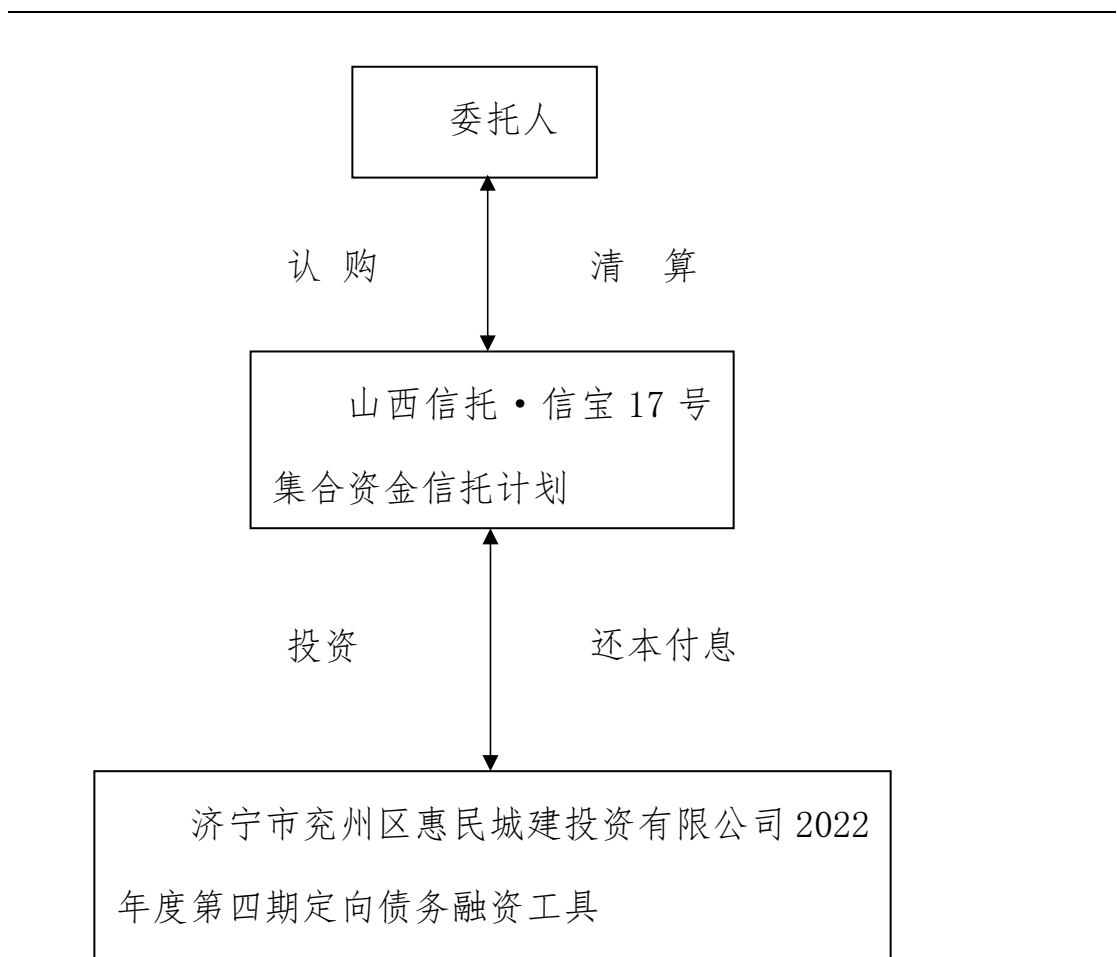 委托人
认 购 清 算
山西信托·信宝 17 号
集合资金信托计划
投资 还本付息
济宁市兖州区惠民城建投资有限公司 2022
年度第四期定向债务融资工具